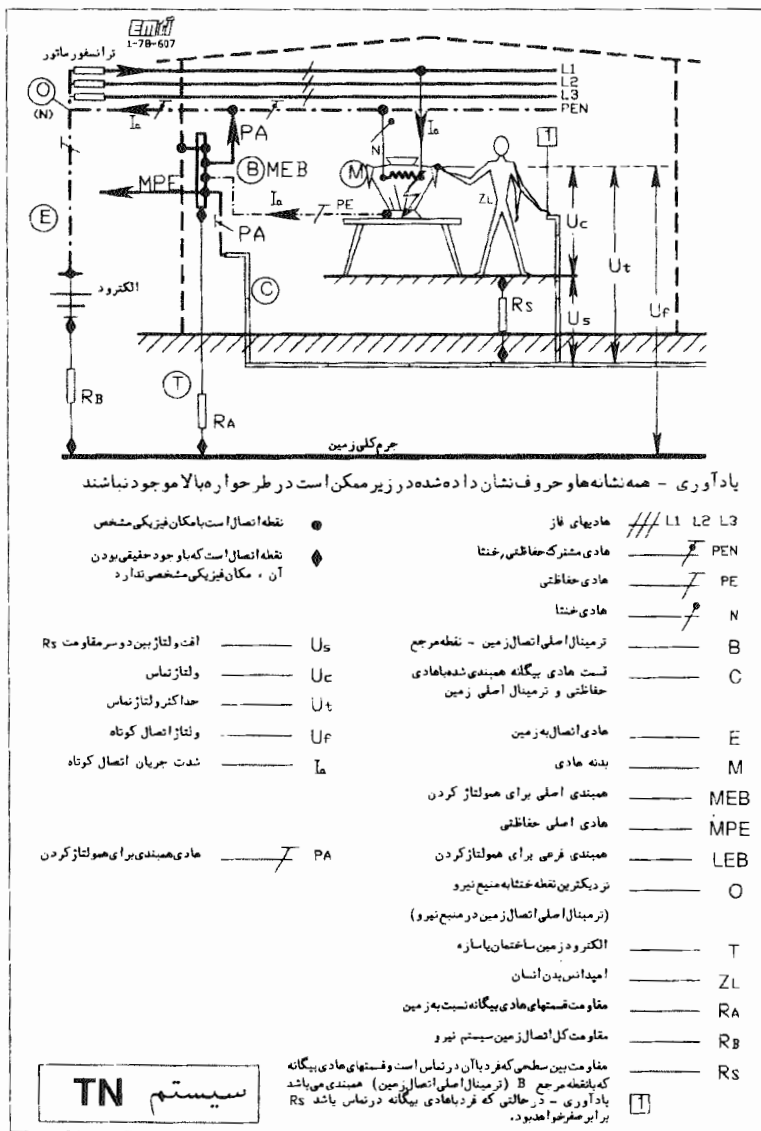 emti
1-78-607
ترانسفورماتور
L1
L2
L3
PEN
O
(N)
Ia
PA
N
Ia
1
B MEB
M
MPE
Ia
PE
ZL
Uc
Ut
E
PA
الکترود
C
RS
Us
Uf
T
RB
RA
جرم کلی زمین
یادآوری - همه نشانه‌ها و حروف نشان داده شده در زیر ممکن است در طرحواره بالا موجود نباشند
L1 L2 L3 هادیهای فاز
PEN هادی مشترک حفاظتی, خنثا
PE هادی حفاظتی
N هادی خنثا
B ترمینال اصلی اتصال زمین - نقطه مرجع
C قسمت هادی بیگانه همبندی شده باهادی
حفاظتی و ترمینال اصلی زمین
E هادی اتصال به زمین
M بدنه هادی
MEB همبندی اصلی برای همولتاژ کردن
MPE هادی اصلی حفاظتی
LEB همبندی فرعی برای همولتاژ کردن
O نزدیکترین نقطه خنثا به منبع نیرو
(ترمینال اصلی اتصال زمین در منبع نیرو)
T الکترود زمین ساختمان یا سازه
ZL امپدانس بدن انسان
RA مقاومت قسمتهای هادی بیگانه نسبت به زمین
RB مقاومت کل اتصال زمین سیستم نیرو
RS مقاومت بین سطحی که فرد با آن در تماس است و قسمتهای هادی بیگانه
که با نقطه مرجع B (ترمینال اصلی اتصال زمین) همبندی می‌باشد
1 یادآوری - در حالتی که فرد با هادی بیگانه در تماس باشد RS
برابر صفر خواهد بود.
نقطه اتصال است با مکان فیزیکی مشخص
نقطه اتصال است که با وجود حقیقی بودن
آن ، مکان فیزیکی مشخصی ندارد
Us افت ولتاژ بین دو سر مقاومت RS
Uc ولتاژ تماس
Ut حداکثر ولتاژ تماس
Uf ولتاژ اتصال کوتاه
Ia شدت جریان اتصال کوتاه
PA هادی همبندی برای همولتاژ کردن
سیستم TN